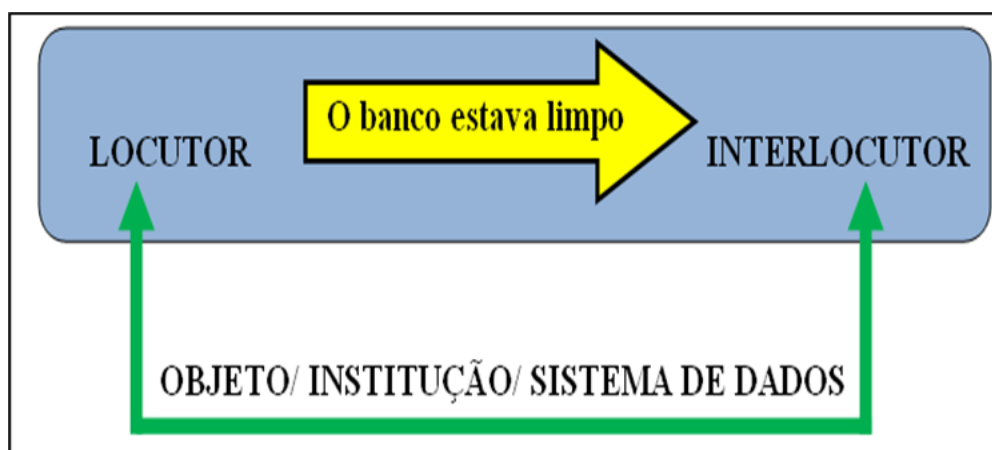 O banco estava limpo
LOCUTOR
INTERLOCUTOR
OBJETO/ INSTITUÇÃO/ SISTEMA DE DADOS